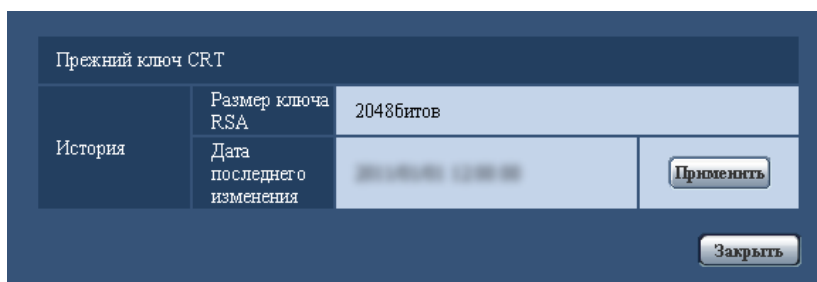 Прежний ключ CRT
История
Размер ключа
RSA
2048битов
Дата
последнего
изменения
Применить
Закрыть